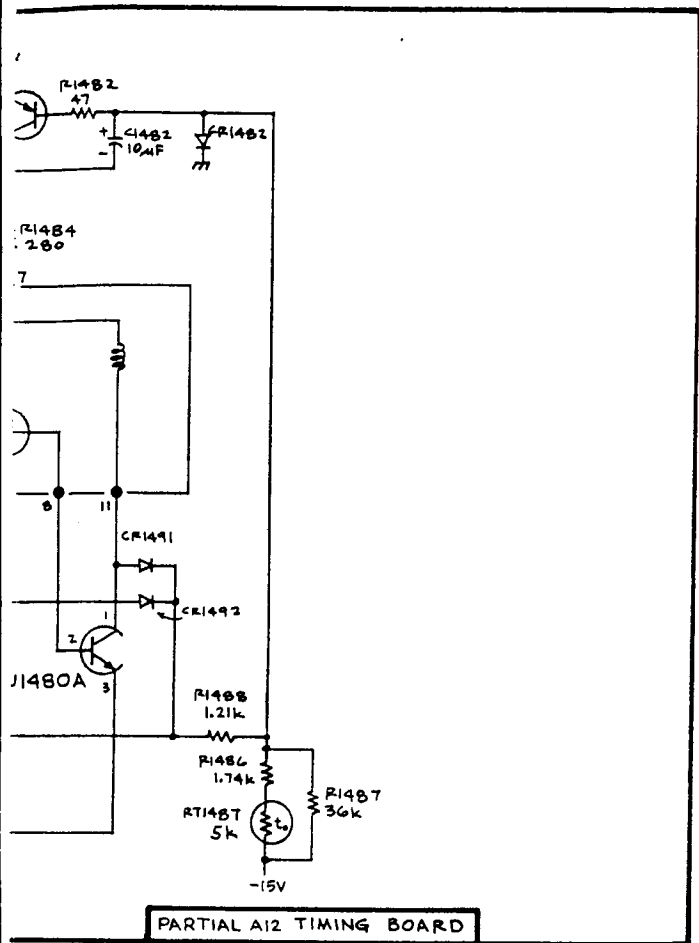 R1482
47
+
-
C1482
10µF
CR1482
R1484
280
7
8
11
CR1491
CR1492
1
2
3
U1480A
R1488
1.21k
R1486
1.74k
RT1487
5k
t°
R1487
36k
-15V
PARTIAL A12 TIMING BOARD